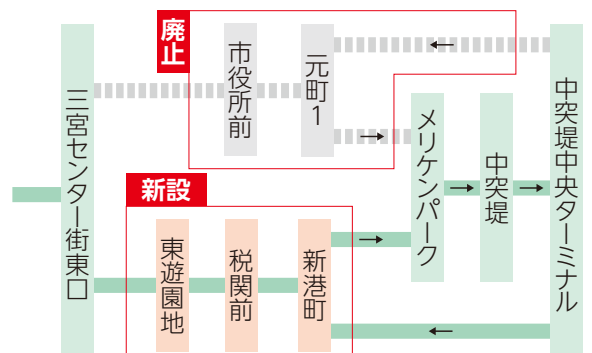 廃止
市役所前
元町1
三宮センター街東口
メリケンパーク
中突堤
中突堤中央ターミナル
新設
東遊園地
税関前
新港町